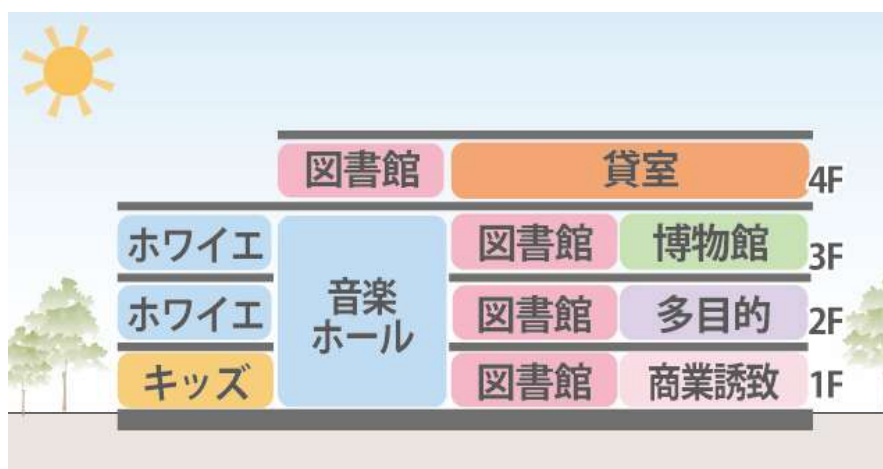 図書館 貸室 4F
ホワイエ 図書館 博物館 3F
音楽
ホール
ホワイエ 図書館 多目的 2F
キッズ 図書館 商業誘致 1F